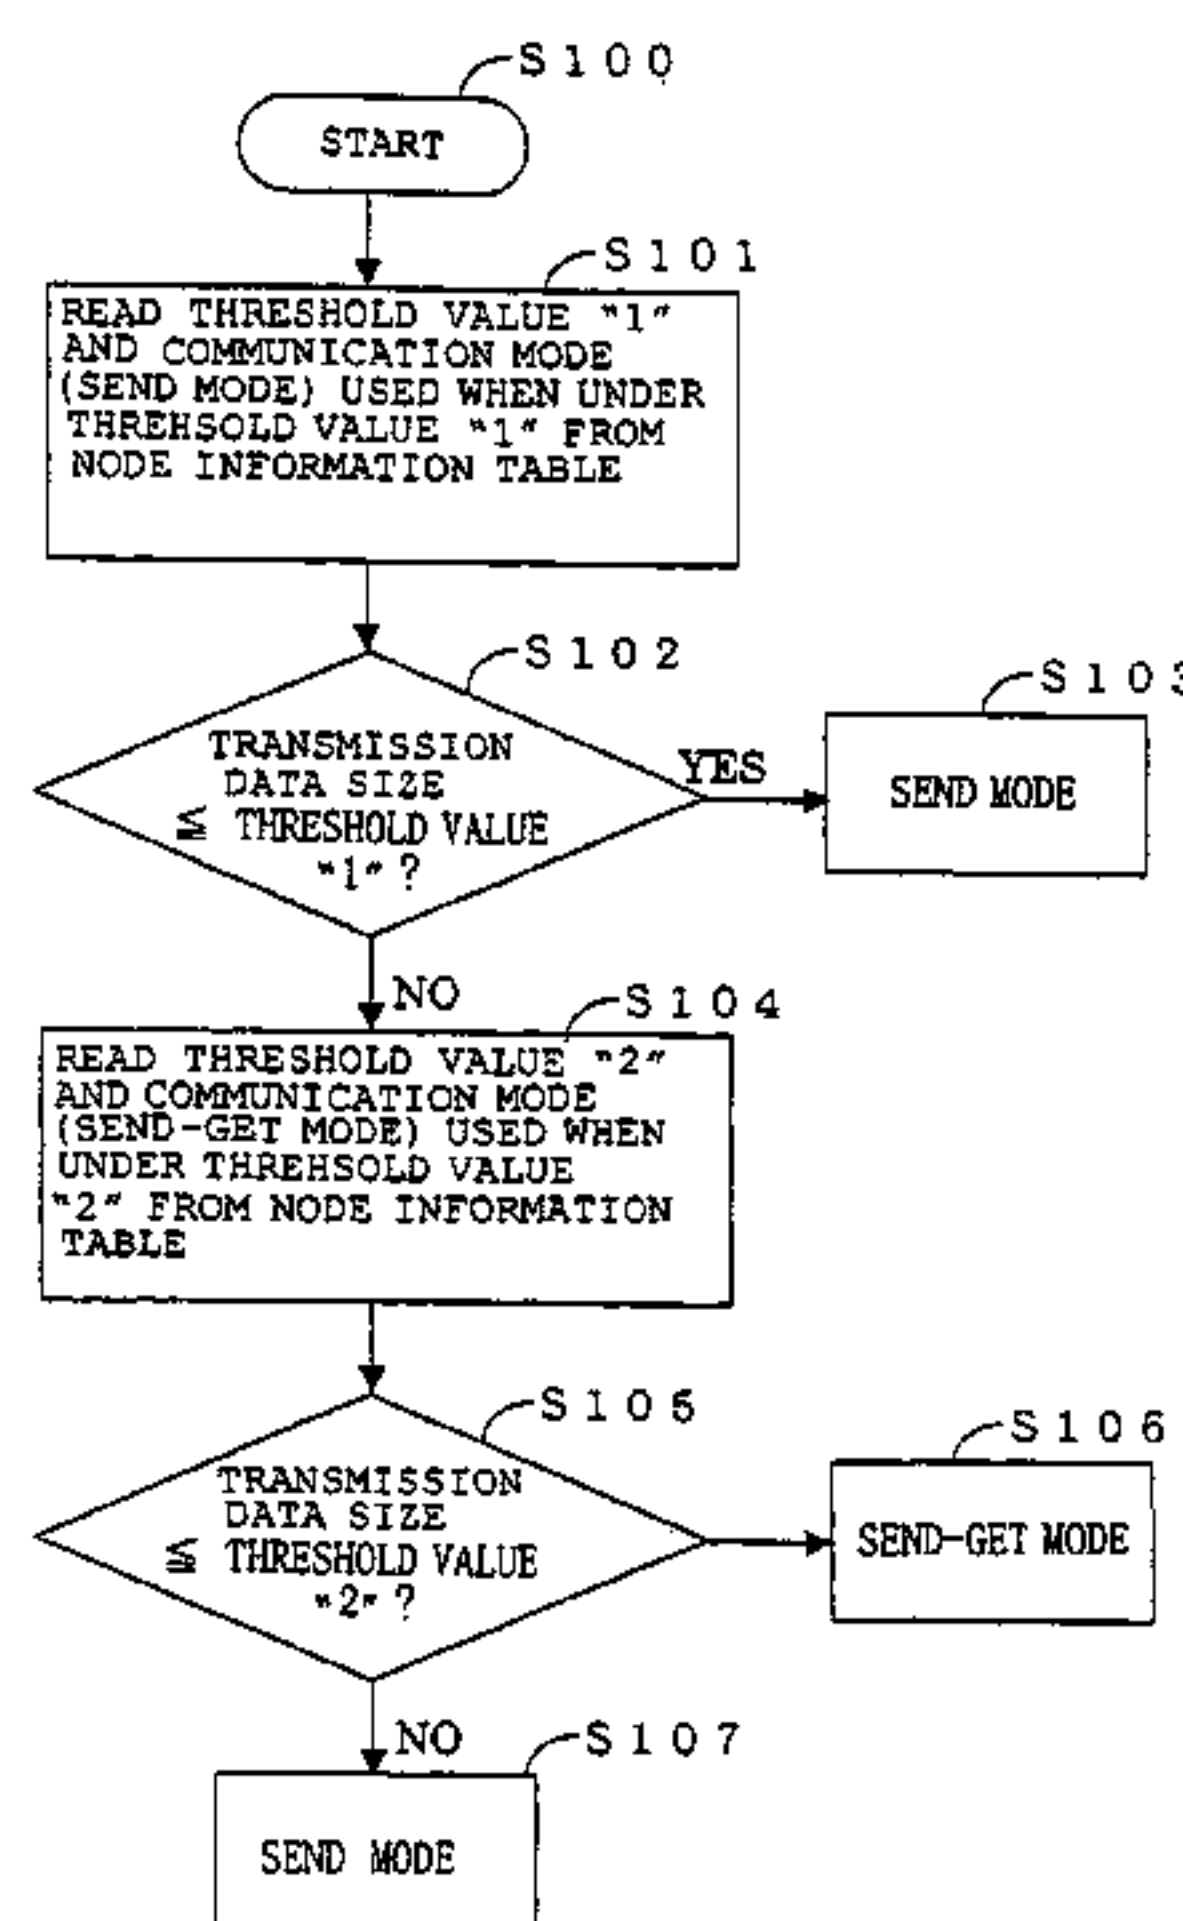 S100
START
S101
READ THRESHOLD VALUE "1"
AND COMMUNICATION MODE
(SEND MODE) USED WHEN UNDER
THREHSOLD VALUE "1" FROM
NODE INFORMATION TABLE
S102
TRANSMISSION
DATA SIZE
≦ THRESHOLD VALUE
"1"?
YES
S103
SEND MODE
NO
S104
READ THRESHOLD VALUE "2"
AND COMMUNICATION MODE
(SEND-GET MODE) USED WHEN
UNDER THREHSOLD VALUE
"2" FROM NODE INFORMATION
TABLE
S105
TRANSMISSION
DATA SIZE
≦ THRESHOLD VALUE
"2"?
S106
SEND-GET MODE
NO
S107
SEND MODE